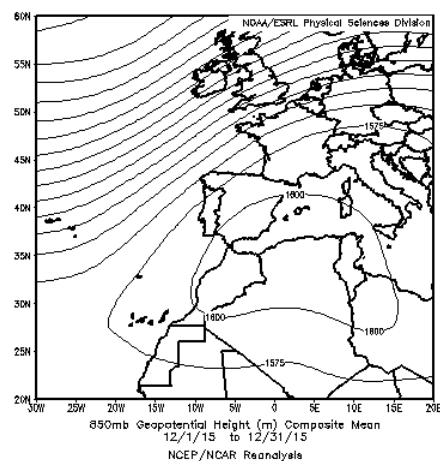 NOAA/ESRL Physical Sciences Division
60N
55N
1575
50N
45N
1600
40N
35N
30N
1600
1600
25N
1575
20N
30W 25W 20W 15W 10W 5W 0 5E 10E 15E 20E
850mb Geopotential Height (m) Composite Mean
12/1/15 to 12/31/15
NCEP/NCAR Reanalysis